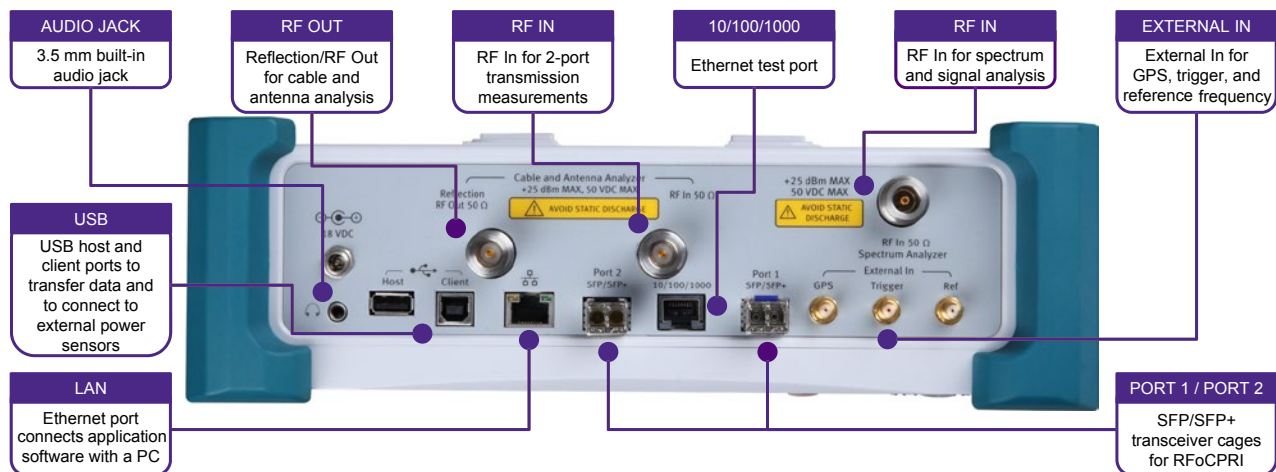 AUDIO JACK
3.5 mm built-in
audio jack
RF OUT
Reflection/RF Out
for cable and
antenna analysis
RF IN
RF In for 2-port
transmission
measurements
10/100/1000
Ethernet test port
RF IN
RF In for spectrum
and signal analysis
EXTERNAL IN
External In for
GPS, trigger, and
reference frequency
USB
USB host and
client ports to
transfer data and
to connect to
external power
sensors
LAN
Ethernet port
connects application
software with a PC
PORT 1 / PORT 2
SFP/SFP+
transceiver cages
for RFoCPRI
Cable and Antenna Analyzer
+25 dBm MAX, 50 VDC MAX
Reflection
RF Out 50 Ω
AVOID STATIC DISCHARGE
RF In 50 Ω
+25 dBm MAX
50 VDC MAX
AVOID STATIC
DISCHARGE
RF In 50 Ω
Spectrum Analyzer
18 VDC
Host
Client
Port 2
SFP/SFP+
10/100/1000
Port 1
SFP/SFP+
External In
GPS
Trigger
Ref